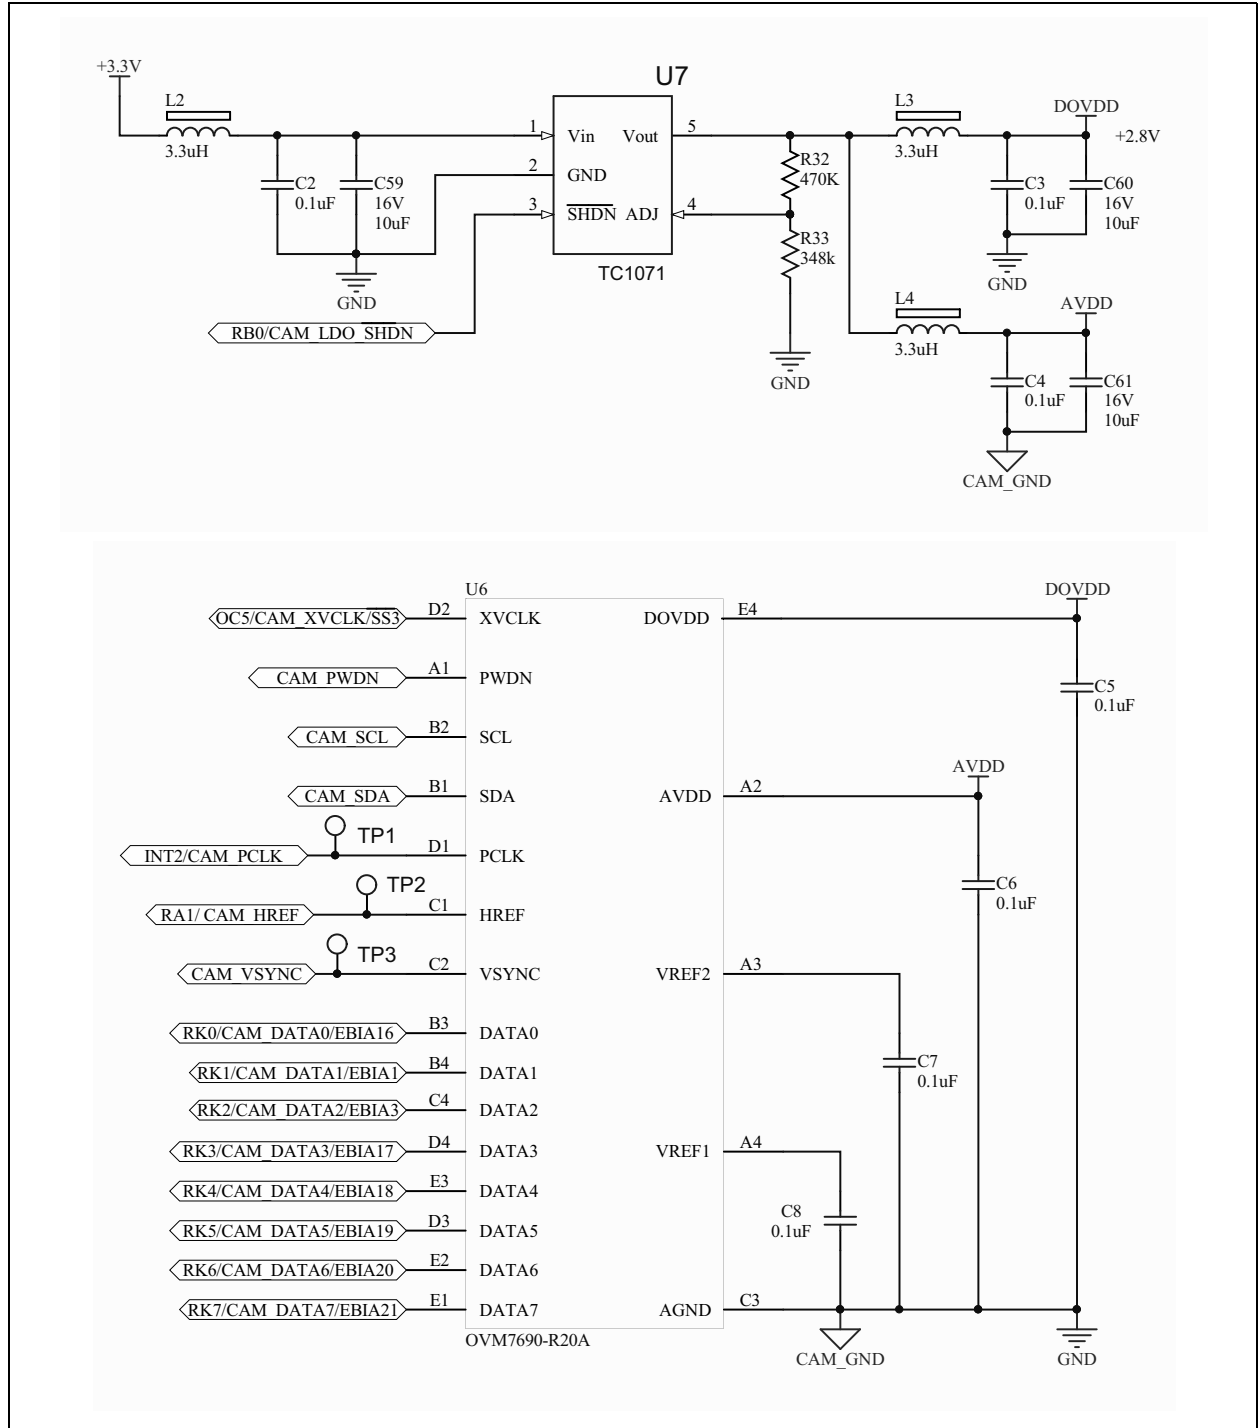 +3.3V
L2
3.3uH
C2
0.1uF
C59
16V
10uF
GND
RB0/CAM_LDO_SHDN
U7
1
Vin
2
GND
3
SHDN
Vout
5
ADJ
4
TC1071
R32
470K
R33
348k
GND
L3
3.3uH
DOVDD
+2.8V
C3
0.1uF
C60
16V
10uF
GND
L4
3.3uH
AVDD
C4
0.1uF
C61
16V
10uF
CAM_GND
U6
OC5/CAM_XVCLK/SS3
D2
XVCLK
CAM_PWDN
A1
PWDN
CAM_SCL
B2
SCL
CAM_SDA
B1
SDA
TP1
INT2/CAM_PCLK
D1
PCLK
TP2
RA1/ CAM_HREF
C1
HREF
TP3
CAM_VSYNC
C2
VSYNC
RK0/CAM_DATA0/EBIA16
B3
DATA0
RK1/CAM_DATA1/EBIA1
B4
DATA1
RK2/CAM_DATA2/EBIA3
C4
DATA2
RK3/CAM_DATA3/EBIA17
D4
DATA3
RK4/CAM_DATA4/EBIA18
E3
DATA4
RK5/CAM_DATA5/EBIA19
D3
DATA5
RK6/CAM_DATA6/EBIA20
E2
DATA6
RK7/CAM_DATA7/EBIA21
E1
DATA7
OVM7690-R20A
DOVDD
E4
DOVDD
C5
0.1uF
AVDD
A2
AVDD
C6
0.1uF
VREF2
A3
C7
0.1uF
VREF1
A4
C8
0.1uF
AGND
C3
CAM_GND
GND